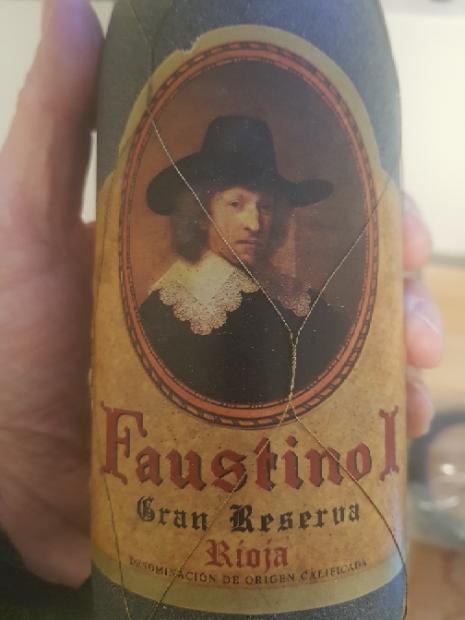 Faustino I
Gran Reserva
Rioja
DENOMINACIÓN DE ORIGEN CALIFICADA